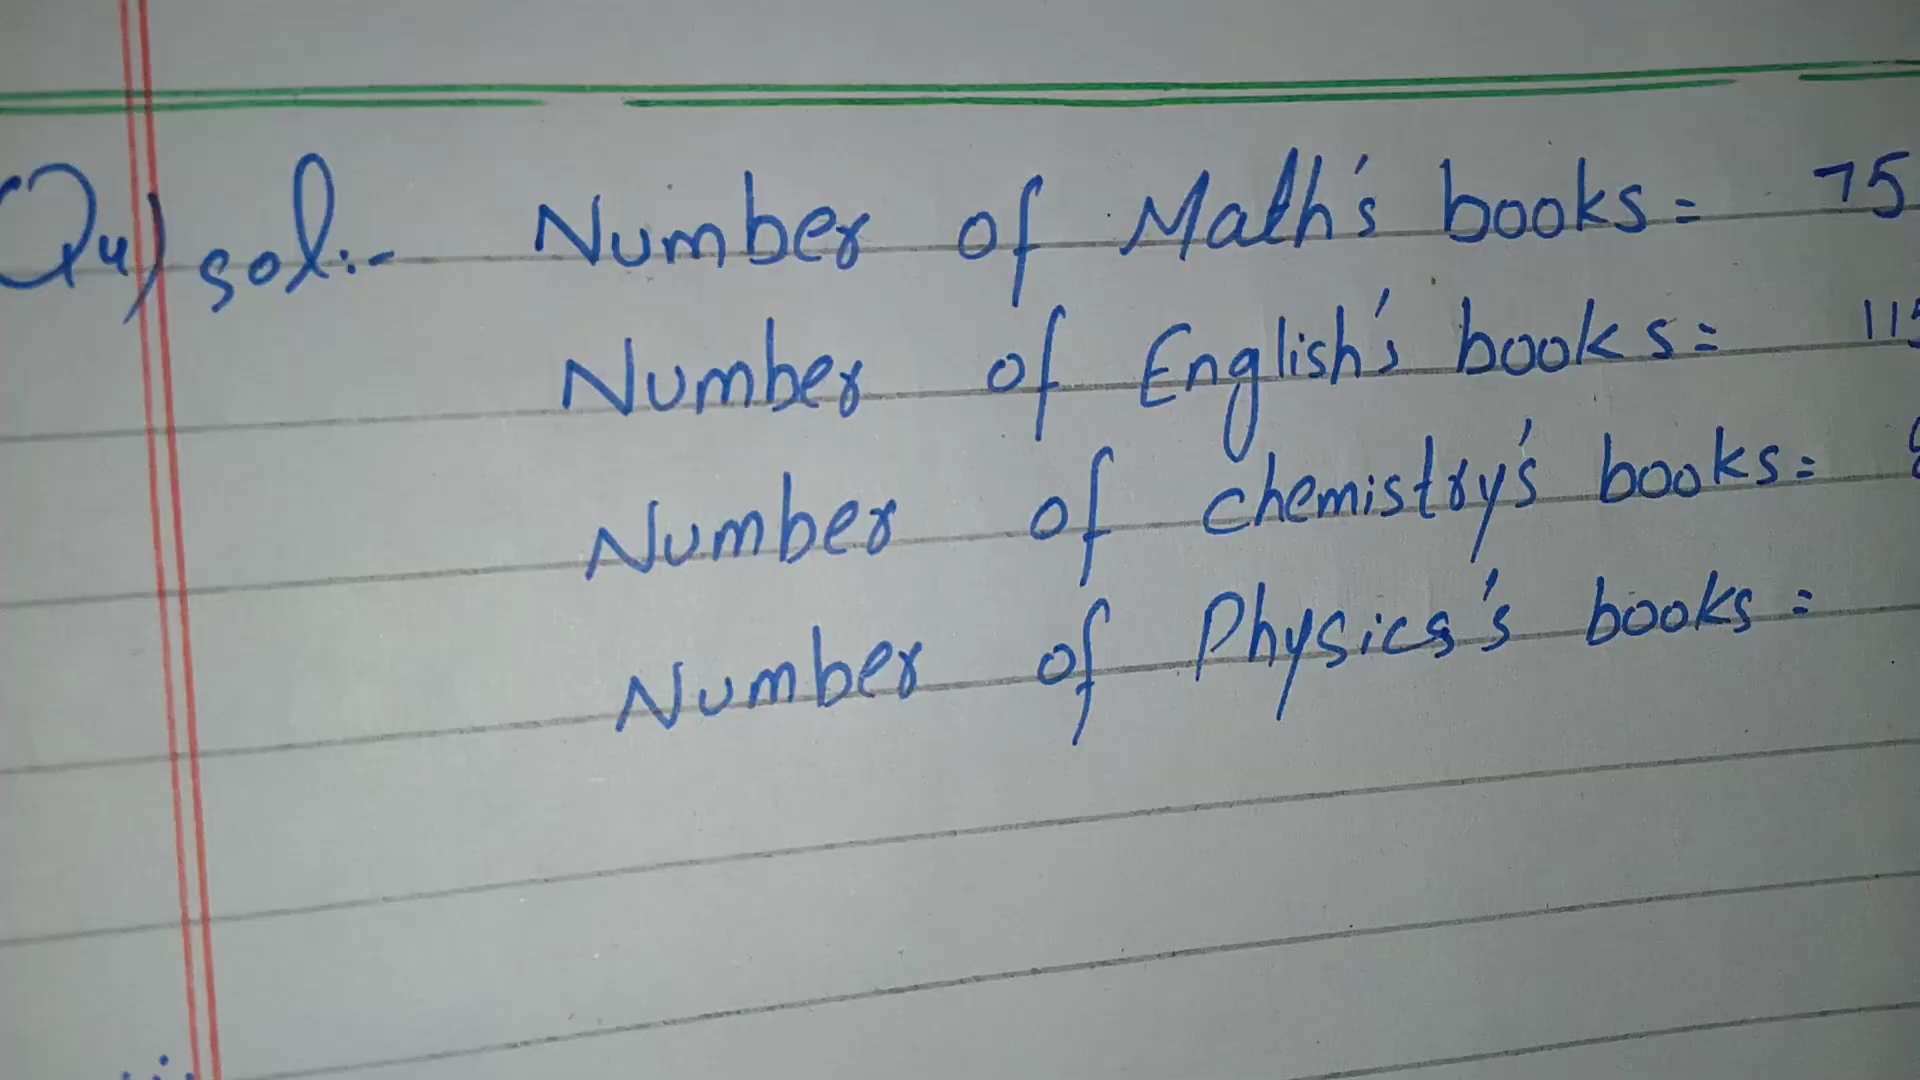 Q4) sol:- Number of Math's books= 75
Number of English's books=
Number of chemistry's books=
Number of Physics's books =